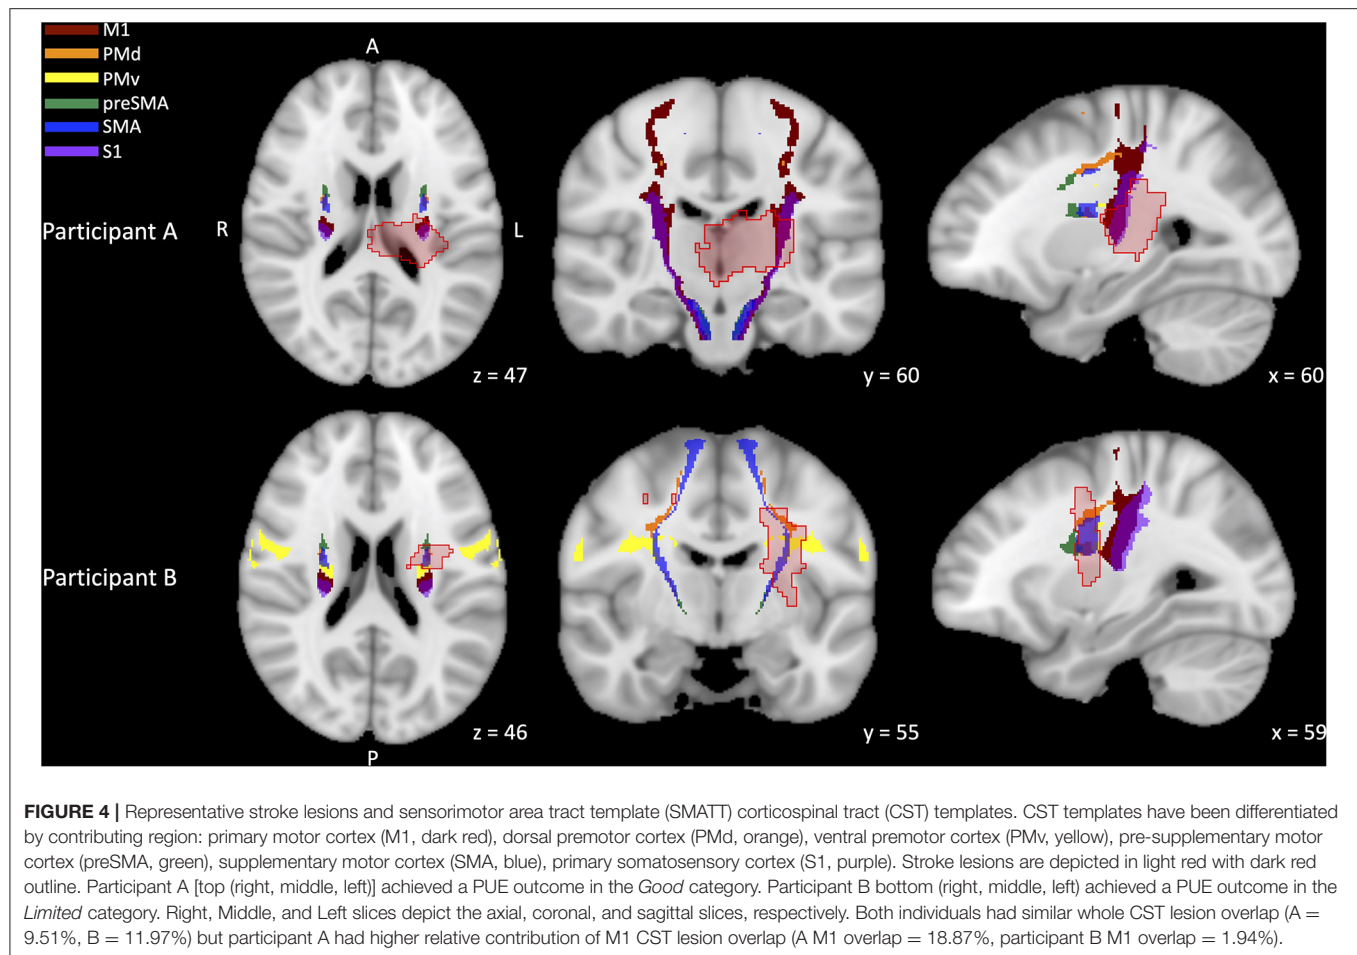 M1
PMd
PMv
preSMA
SMA
S1
A
Participant A
R
L
z = 47
y = 60
x = 60
Participant B
z = 46
y = 55
x = 59
P
FIGURE 4 | Representative stroke lesions and sensorimotor area tract template (SMATT) corticospinal tract (CST) templates. CST templates have been differentiated
by contributing region: primary motor cortex (M1, dark red), dorsal premotor cortex (PMd, orange), ventral premotor cortex (PMv, yellow), pre-supplementary motor
cortex (preSMA, green), supplementary motor cortex (SMA, blue), primary somatosensory cortex (S1, purple). Stroke lesions are depicted in light red with dark red
outline. Participant A [top (right, middle, left)] achieved a PUE outcome in the Good category. Participant B bottom (right, middle, left) achieved a PUE outcome in the
Limited category. Right, Middle, and Left slices depict the axial, coronal, and sagittal slices, respectively. Both individuals had similar whole CST lesion overlap (A =
9.51%, B = 11.97%) but participant A had higher relative contribution of M1 CST lesion overlap (A M1 overlap = 18.87%, participant B M1 overlap = 1.94%).